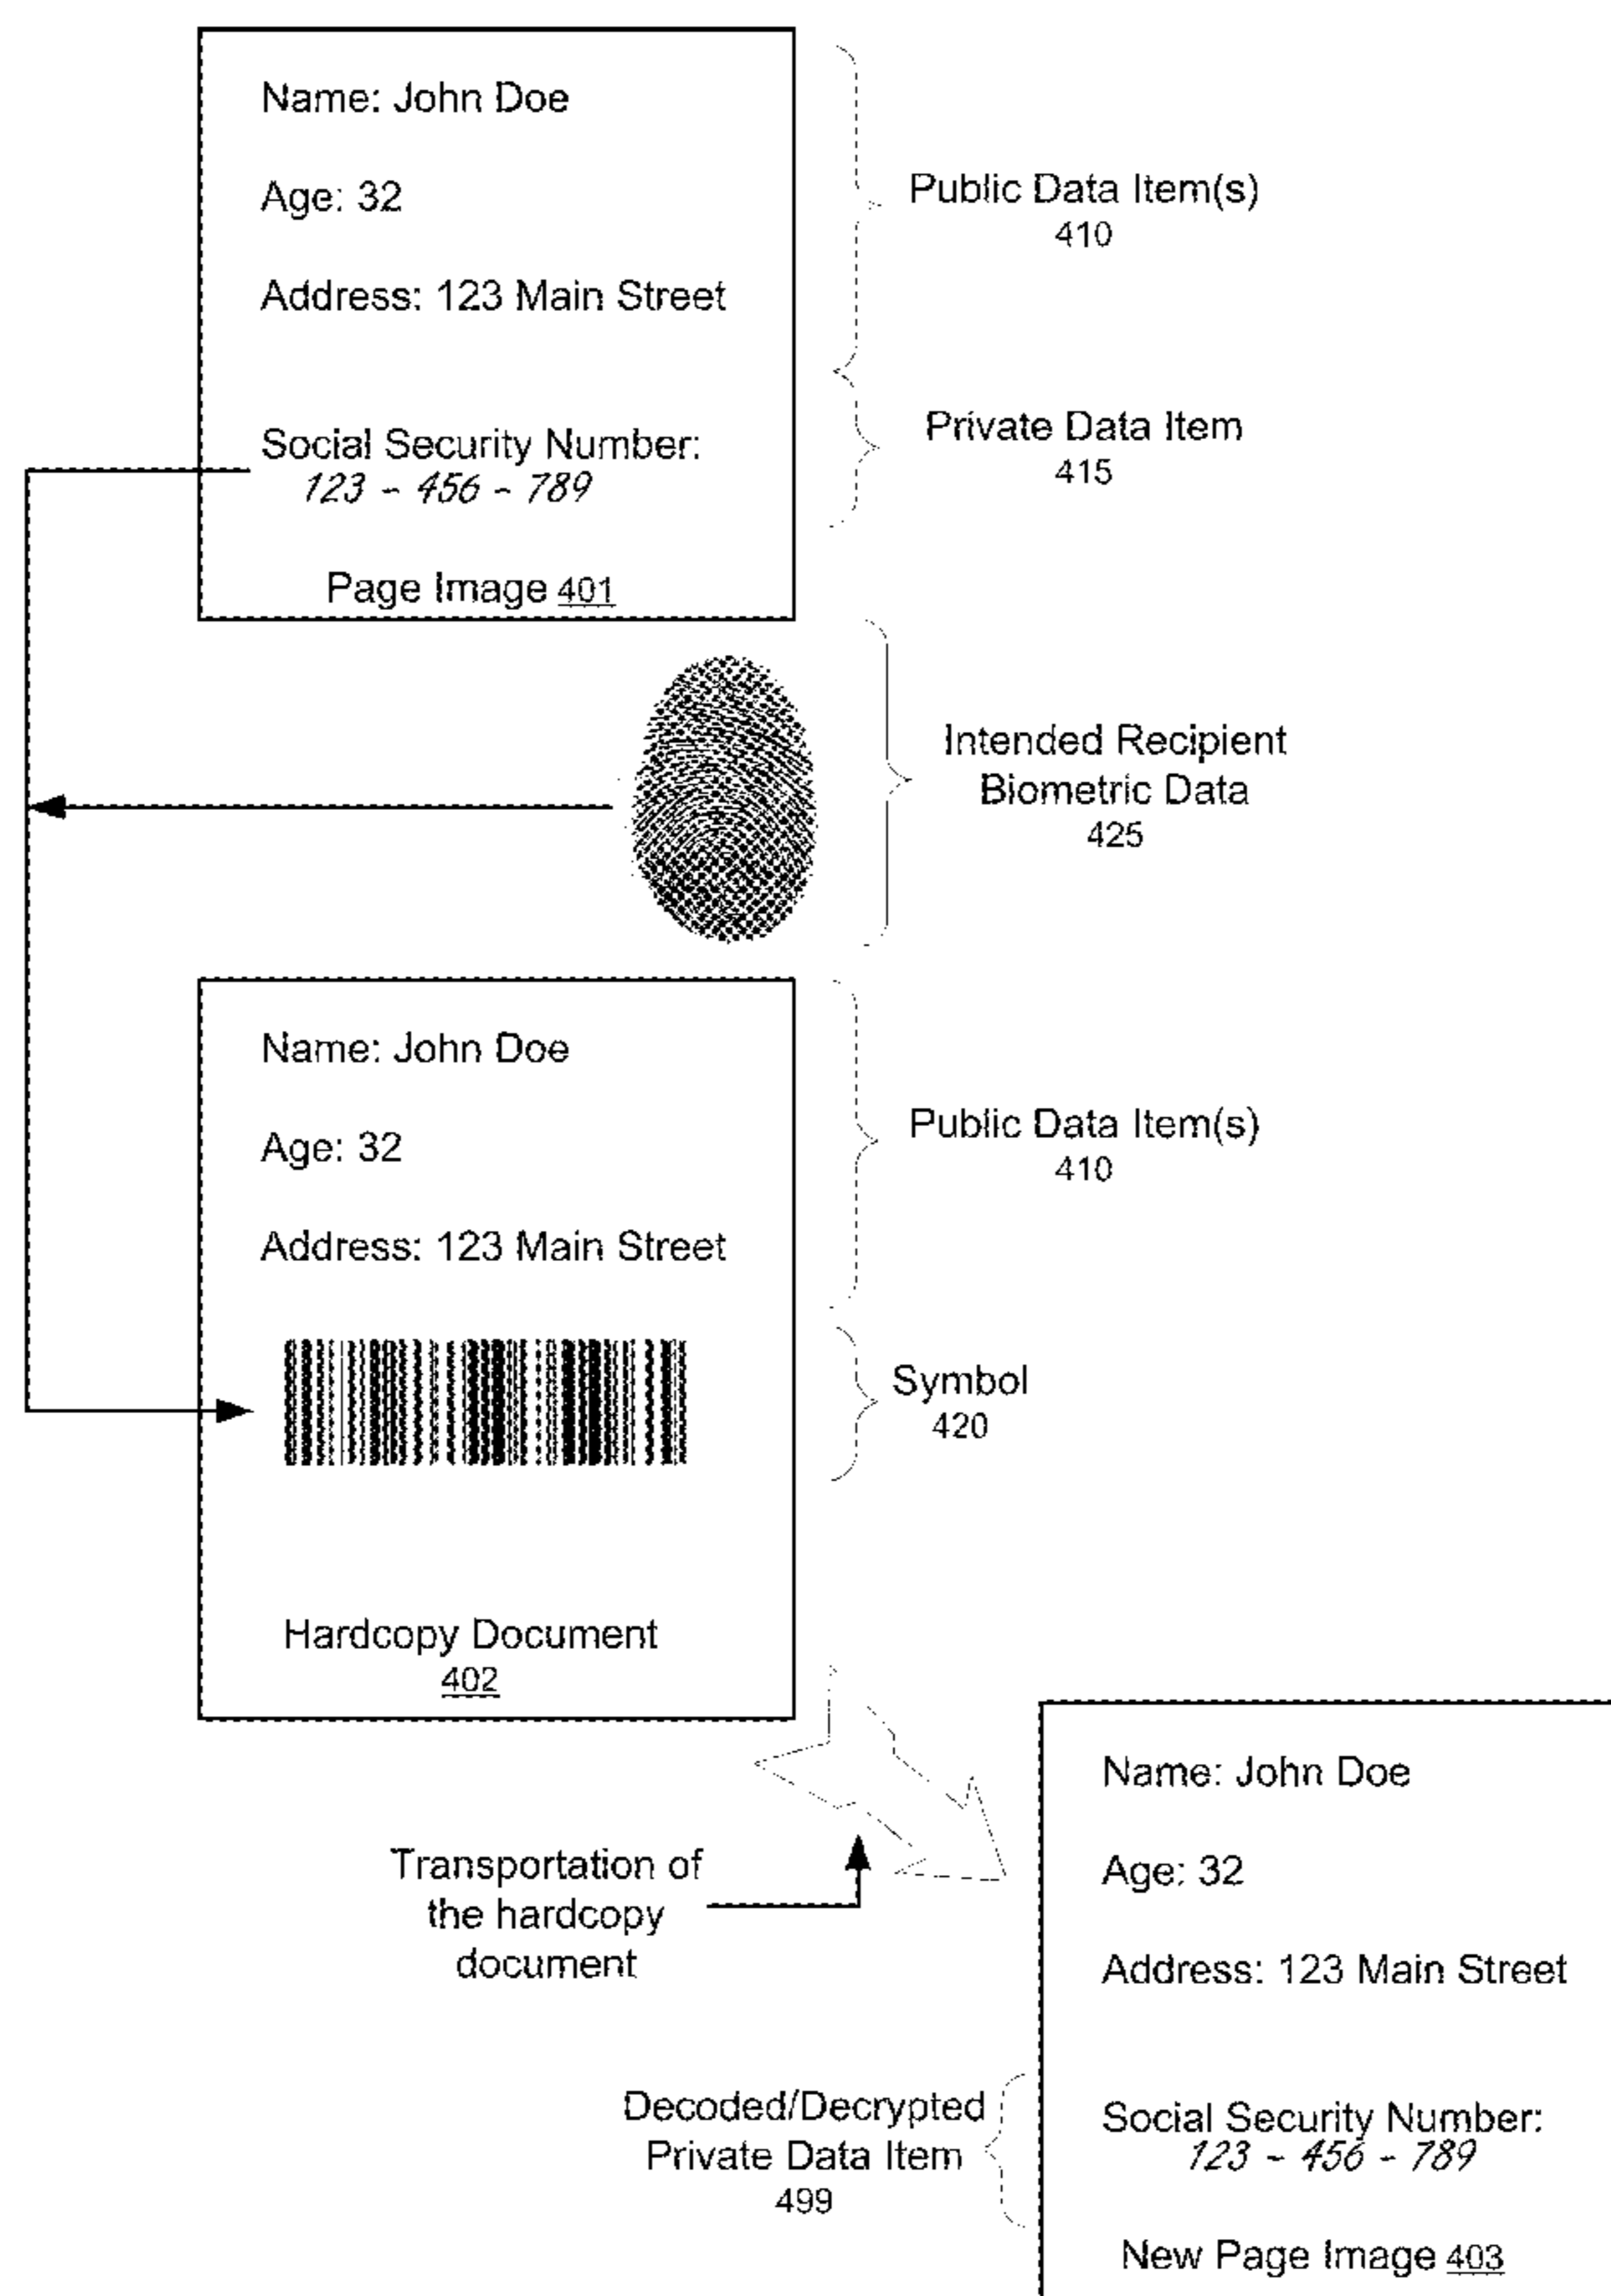 Name: John Doe
Age: 32
Address: 123 Main Street
Social Security Number:
123 - 456 - 789
Page Image 401
Public Data Item(s)
410
Private Data Item
415
Intended Recipient
Biometric Data
425
Name: John Doe
Age: 32
Address: 123 Main Street
Hardcopy Document
402
Public Data Item(s)
410
Symbol
420
Transportation of
the hardcopy
document
Name: John Doe
Age: 32
Address: 123 Main Street
Social Security Number:
123 - 456 - 789
New Page Image 403
Decoded/Decrypted
Private Data Item
499